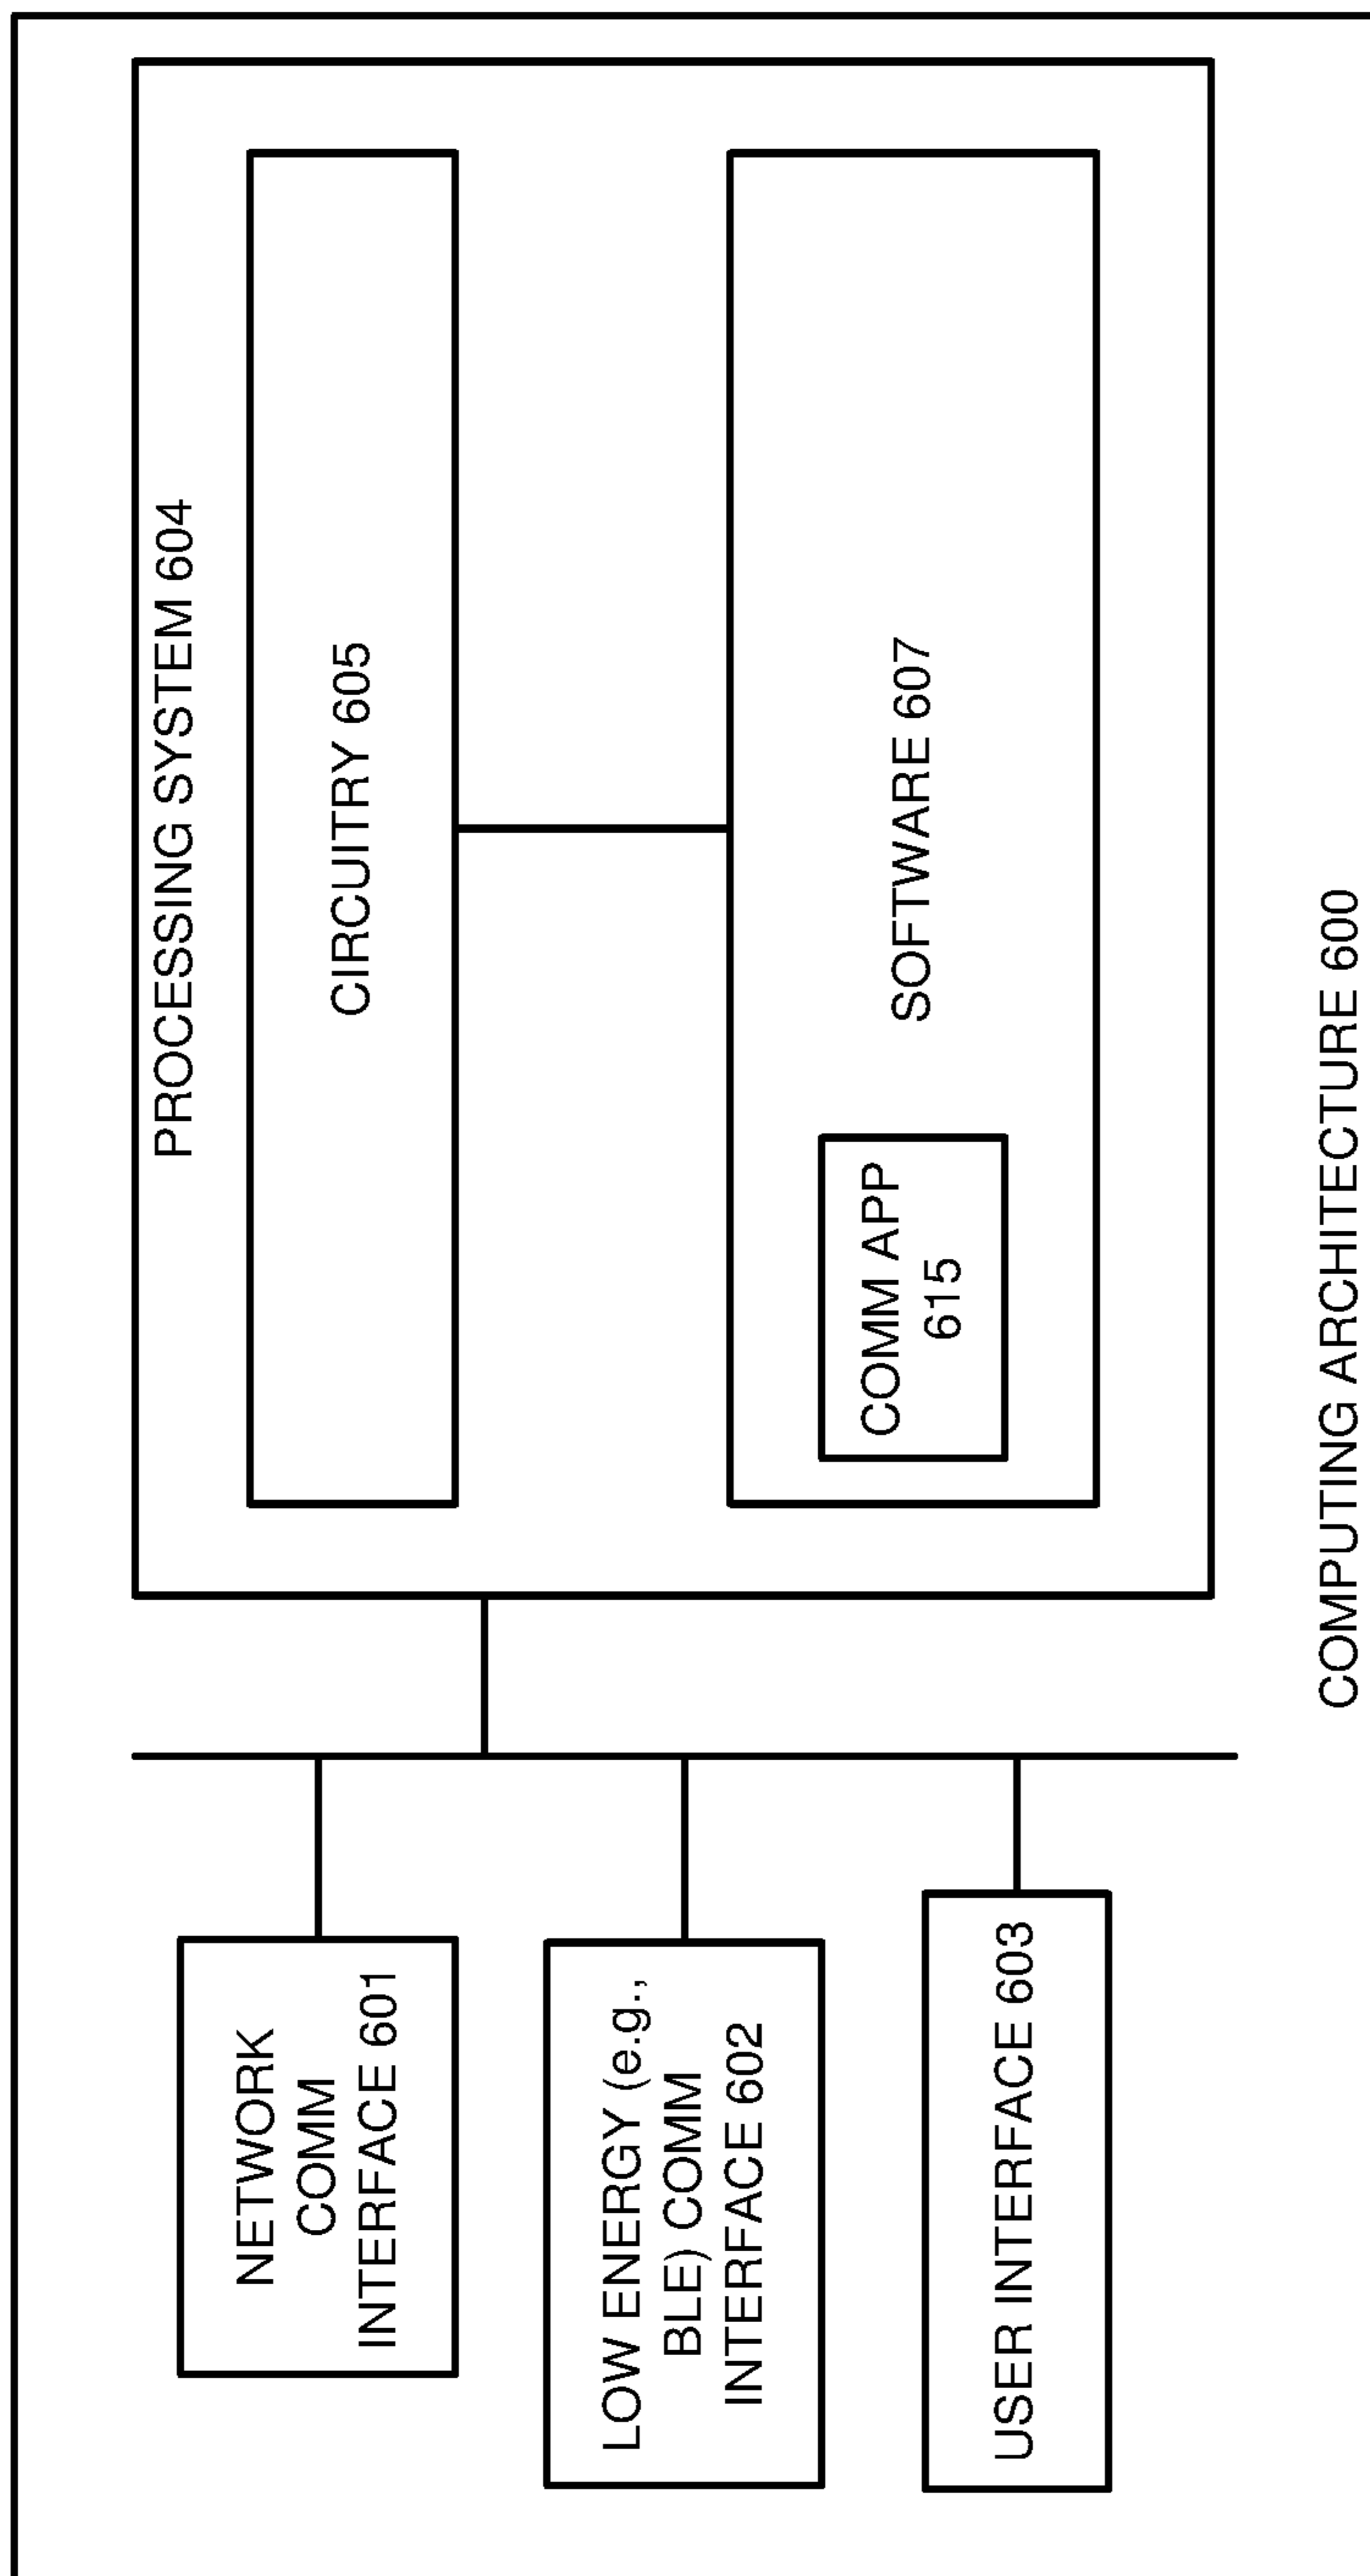 NETWORK
COMM
INTERFACE 601
LOW ENERGY (e.g.,
BLE) COMM
INTERFACE 602
USER INTERFACE 603
PROCESSING SYSTEM 604
CIRCUITRY 605
SOFTWARE 607
COMM APP
615
COMPUTING ARCHITECTURE 600